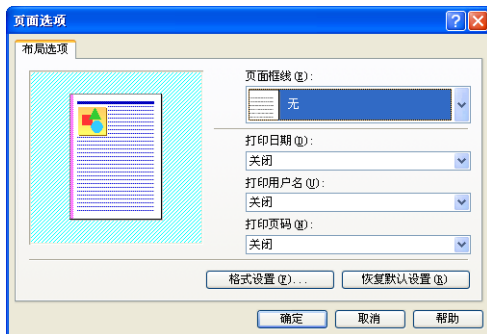 页面选项
布局选项
页面框线(E):
无
打印日期(D):
关闭
打印用户名(U):
关闭
打印页码(N):
关闭
格式设置(F)...
恢复默认设置(R)
确定
取消
帮助